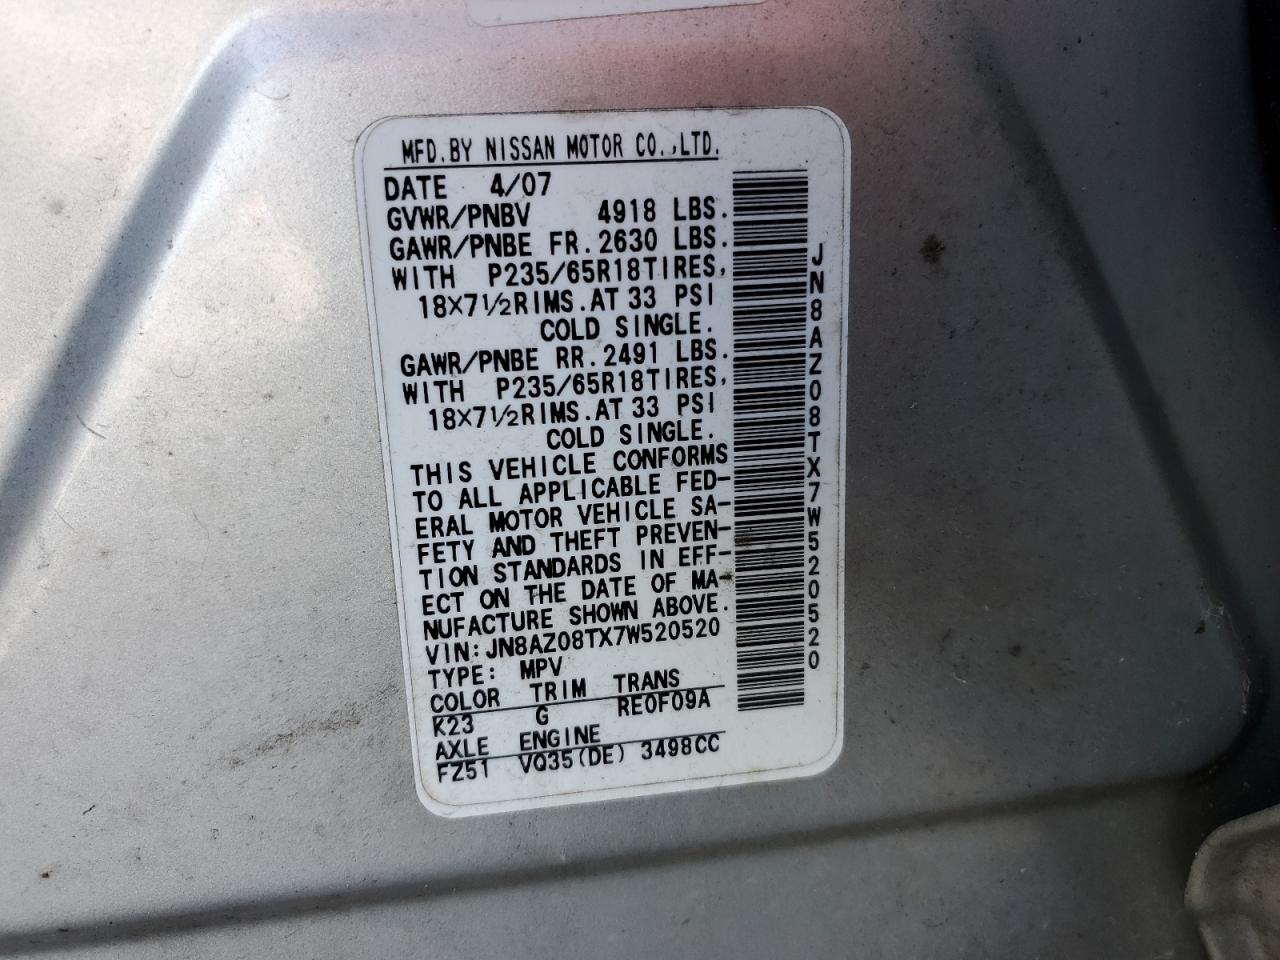 MFD.BY NISSAN MOTOR CO.,LTD.
DATE 4/07
GVWR/PNBV 4918 LBS.
GAWR/PNBE FR.2630 LBS.
WITH P235/65R18TIRES,
18X7½RIMS.AT 33 PSI
COLD SINGLE.
GAWR/PNBE RR.2491 LBS.
WITH P235/65R18TIRES,
18X7½RIMS.AT 33 PSI
COLD SINGLE.
THIS VEHICLE CONFORMS
TO ALL APPLICABLE FED-
ERAL MOTOR VEHICLE SA-
FETY AND THEFT PREVEN-
TION STANDARDS IN EFF-
ECT ON THE DATE OF MA-
NUFACTURE SHOWN ABOVE.
VIN:JN8AZ08TX7W520520
TYPE: MPV
COLOR TRIM TRANS
K23 G RE0F09A
AXLE ENGINE
FZ51 VQ35(DE) 3498CC
JN8AZ08TX7W520520